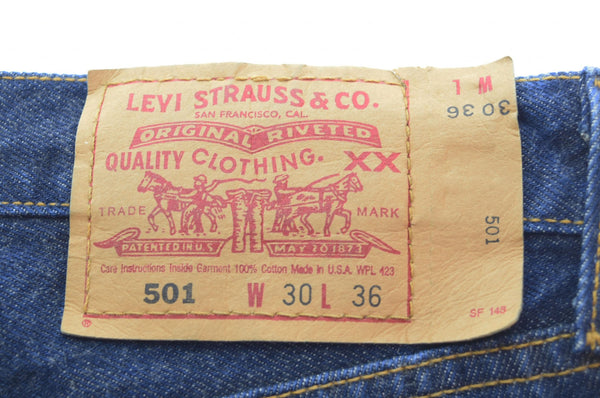 LEVI STRAUSS & CO.
SAN FRANCISCO, CAL.
ORIGINAL RIVETED
QUALITY CLOTHING. XX
TRADE MARK
PATENTED IN U.S. MAY 20 1873
Care Instructions Inside Garment 100% Cotton Made in U.S.A. WPL 423
501 W 30 L 36
®
L W
30 36
501
SF 148